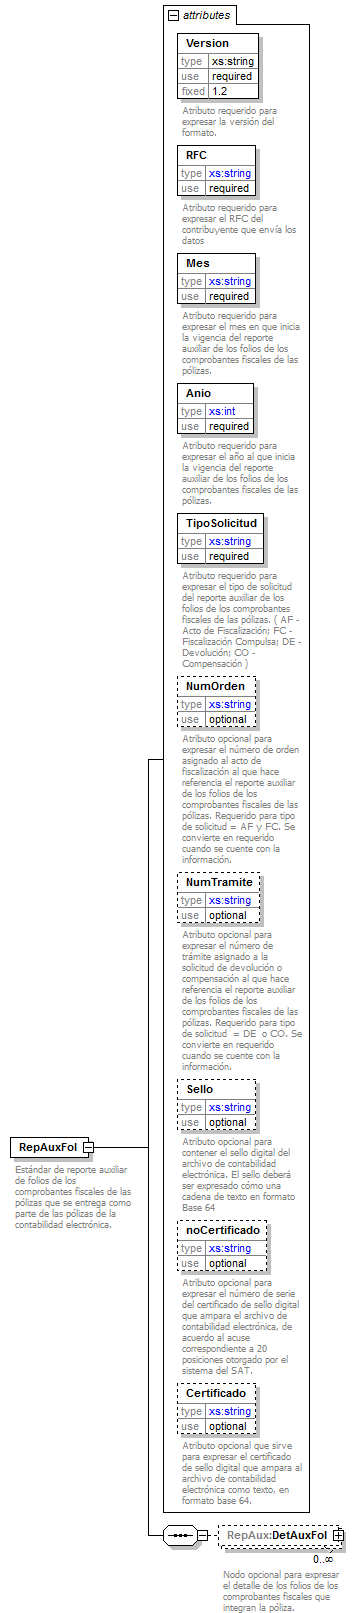 attributes
Version
type xs:string
use required
fixed 1.2
Atributo requerido para
expresar la versión del
formato.
RFC
type xs:string
use required
Atributo requerido para
expresar el RFC del
contribuyente que envía los
datos
Mes
type xs:string
use required
Atributo requerido para
expresar el mes en que inicia
la vigencia del reporte
auxiliar de los folios de los
comprobantes fiscales de las
pólizas.
Anio
type xs:int
use required
Atributo requerido para
expresar el año al que inicia
la vigencia del reporte
auxiliar de los folios de los
comprobantes fiscales de las
pólizas.
TipoSolicitud
type xs:string
use required
Atributo requerido para
expresar el tipo de solicitud
del reporte auxiliar de los
folios de los comprobantes
fiscales de las pólizas. ( AF -
Acto de Fiscalización; FC -
Fiscalización Compulsa; DE -
Devolución; CO -
Compensación )
NumOrden
type xs:string
use optional
Atributo opcional para
expresar el número de orden
asignado al acto de
fiscalización al que hace
referencia el reporte auxiliar
de los folios de los
comprobantes fiscales de las
pólizas. Requerido para tipo
de solicitud = AF y FC. Se
convierte en requerido
cuando se cuente con la
información.
NumTramite
type xs:string
use optional
Atributo opcional para
expresar el número de
trámite asignado a la
solicitud de devolución o
compensación al que hace
referencia el reporte auxiliar
de los folios de los
comprobantes fiscales de las
pólizas. Requerido para tipo
de solicitud = DE o CO. Se
convierte en requerido
cuando se cuente con la
información.
Sello
type xs:string
use optional
Atributo opcional para
contener el sello digital del
archivo de contabilidad
electrónica. El sello deberá
ser expresado cómo una
cadena de texto en formato
Base 64
noCertificado
type xs:string
use optional
Atributo opcional para
expresar el número de serie
del certificado de sello digital
que ampara el archivo de
contabilidad electrónica, de
acuerdo al acuse
correspondiente a 20
posiciones otorgado por el
sistema del SAT.
Certificado
type xs:string
use optional
Atributo opcional que sirve
para expresar el certificado
de sello digital que ampara al
archivo de contabilidad
electrónica como texto, en
formato base 64.
RepAuxFol
Estándar de reporte auxiliar
de folios de los
comprobantes fiscales de las
pólizas que se entrega como
parte de las pólizas de la
contabilidad electrónica.
RepAux:DetAuxFol
0..∞
Nodo opcional para expresar
el detalle de los folios de los
comprobantes fiscales que
integran la póliza.